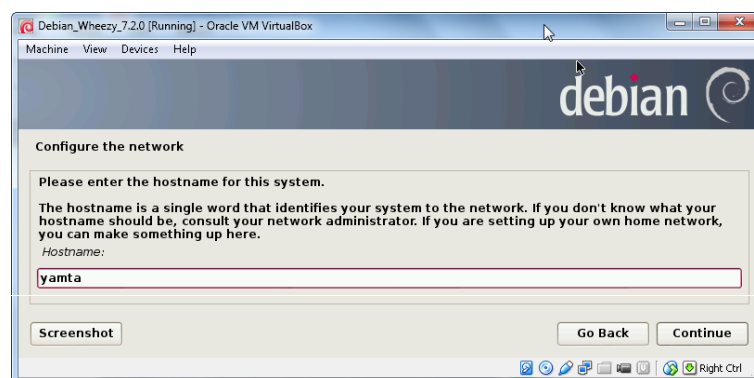 Debian_Wheezy_7.2.0 [Running] - Oracle VM VirtualBox
Machine View Devices Help
debian
Configure the network
Please enter the hostname for this system.
The hostname is a single word that identifies your system to the network. If you don't know what your
hostname should be, consult your network administrator. If you are setting up your own home network,
you can make something up here.
Hostname:
yamta
Screenshot Go Back Continue
Right Ctrl